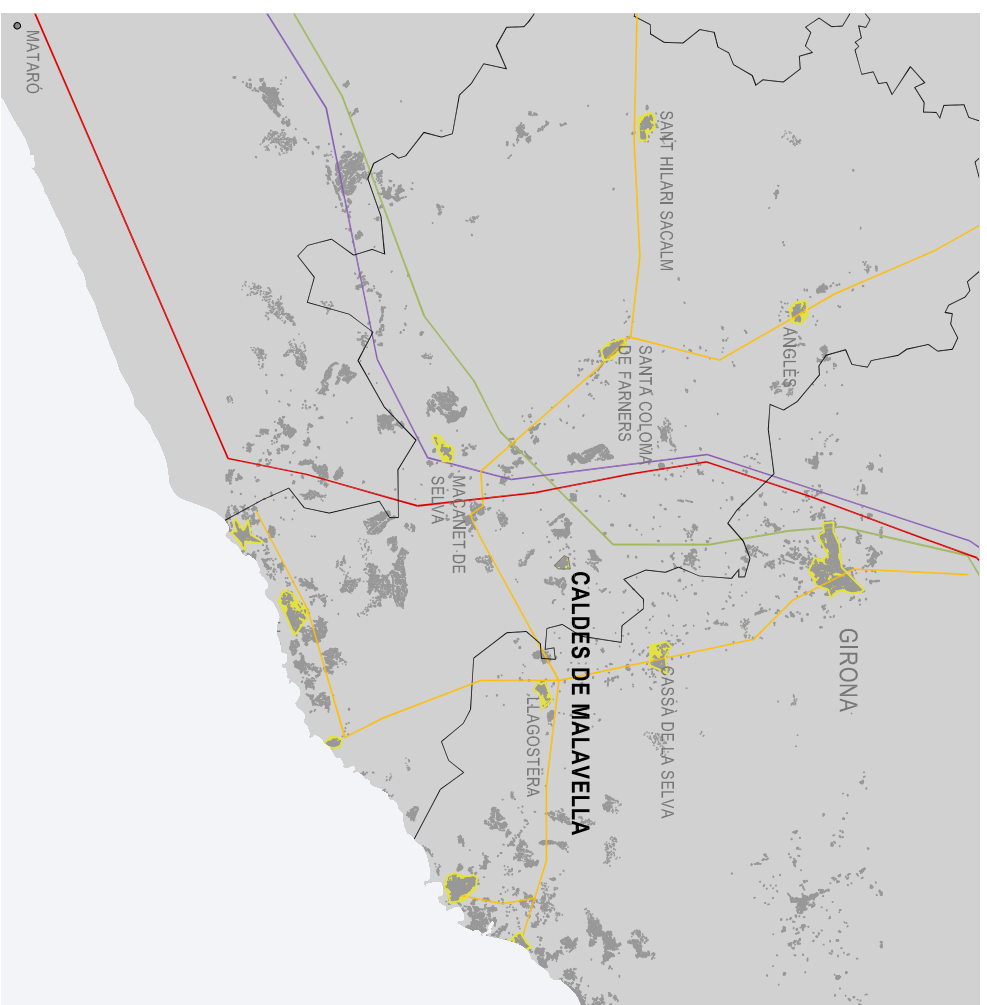 GIRONA
ANGLÈS
SANT HILARI SACALM
CASSÀ DE LA SELVA
SANTA COLOMA
DE FARNERS
CALDES DE MALAVELLA
LLAGOSTERA
MAÇANET DE
SELVA
MATARÓ